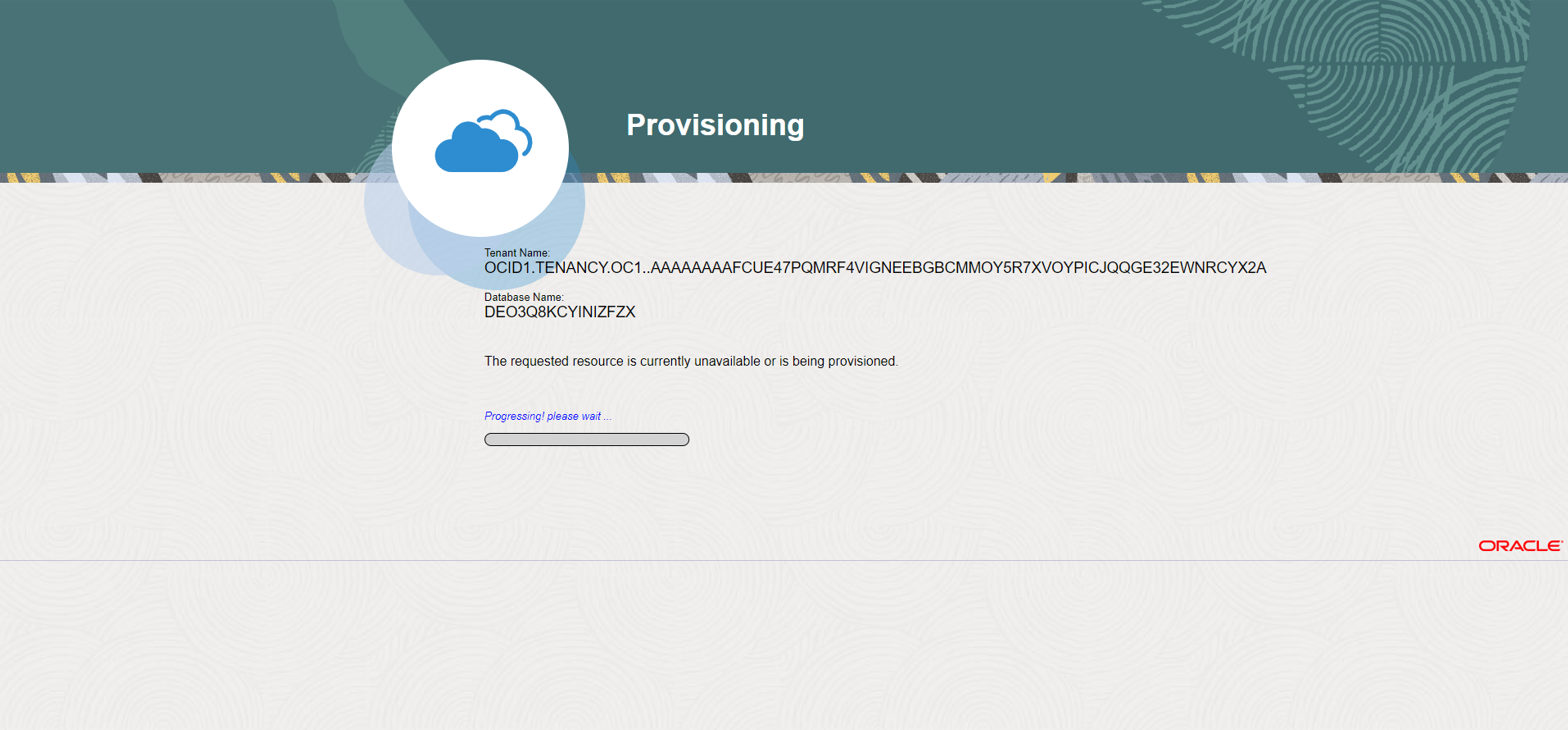 Provisioning
Tenant Name:
OCID1.TENANCY.OC1..AAAAAAAAFCUE47PQMRF4VIGNEEBGBCMMOY5R7XVOYPICJQQGE32EWNRCYX2A
Database Name:
DEO3Q8KCYINIZFZX
The requested resource is currently unavailable or is being provisioned.
Progressing! please wait ...
ORACLE